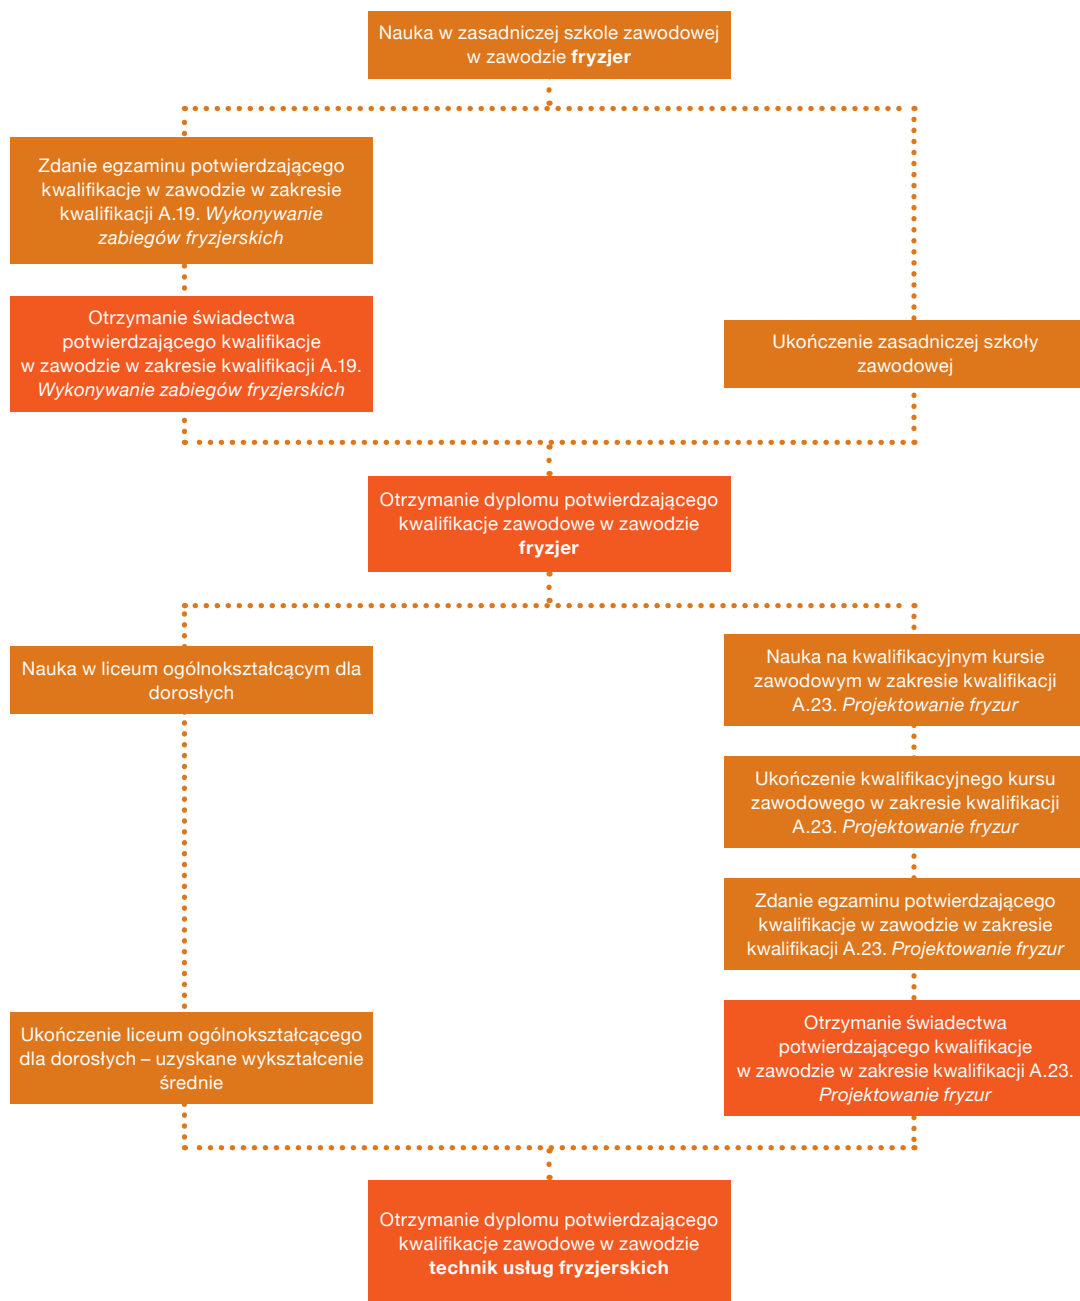 Nauka w zasadniczej szkole zawodowej
w zawodzie fryzjer
Zdanie egzaminu potwierdzającego
kwalifikacje w zawodzie w zakresie
kwalifikacji A.19. Wykonywanie
zabiegów fryzjerskich
Otrzymanie świadectwa
potwierdzającego kwalifikacje
w zawodzie w zakresie kwalifikacji A.19.
Wykonywanie zabiegów fryzjerskich
Ukończenie zasadniczej szkoły
zawodowej
Otrzymanie dyplomu potwierdzającego
kwalifikacje zawodowe w zawodzie
fryzjer
Nauka w liceum ogólnokształcącym dla
dorosłych
Nauka na kwalifikacyjnym kursie
zawodowym w zakresie kwalifikacji
A.23. Projektowanie fryzur
Ukończenie kwalifikacyjnego kursu
zawodowego w zakresie kwalifikacji
A.23. Projektowanie fryzur
Zdanie egzaminu potwierdzającego
kwalifikacje w zawodzie w zakresie
kwalifikacji A.23. Projektowanie fryzur
Ukończenie liceum ogólnokształcącego
dla dorosłych – uzyskane wykształcenie
średnie
Otrzymanie świadectwa
potwierdzającego kwalifikacje
w zawodzie w zakresie kwalifikacji A.23.
Projektowanie fryzur
Otrzymanie dyplomu potwierdzającego
kwalifikacje zawodowe w zawodzie
technik usług fryzjerskich